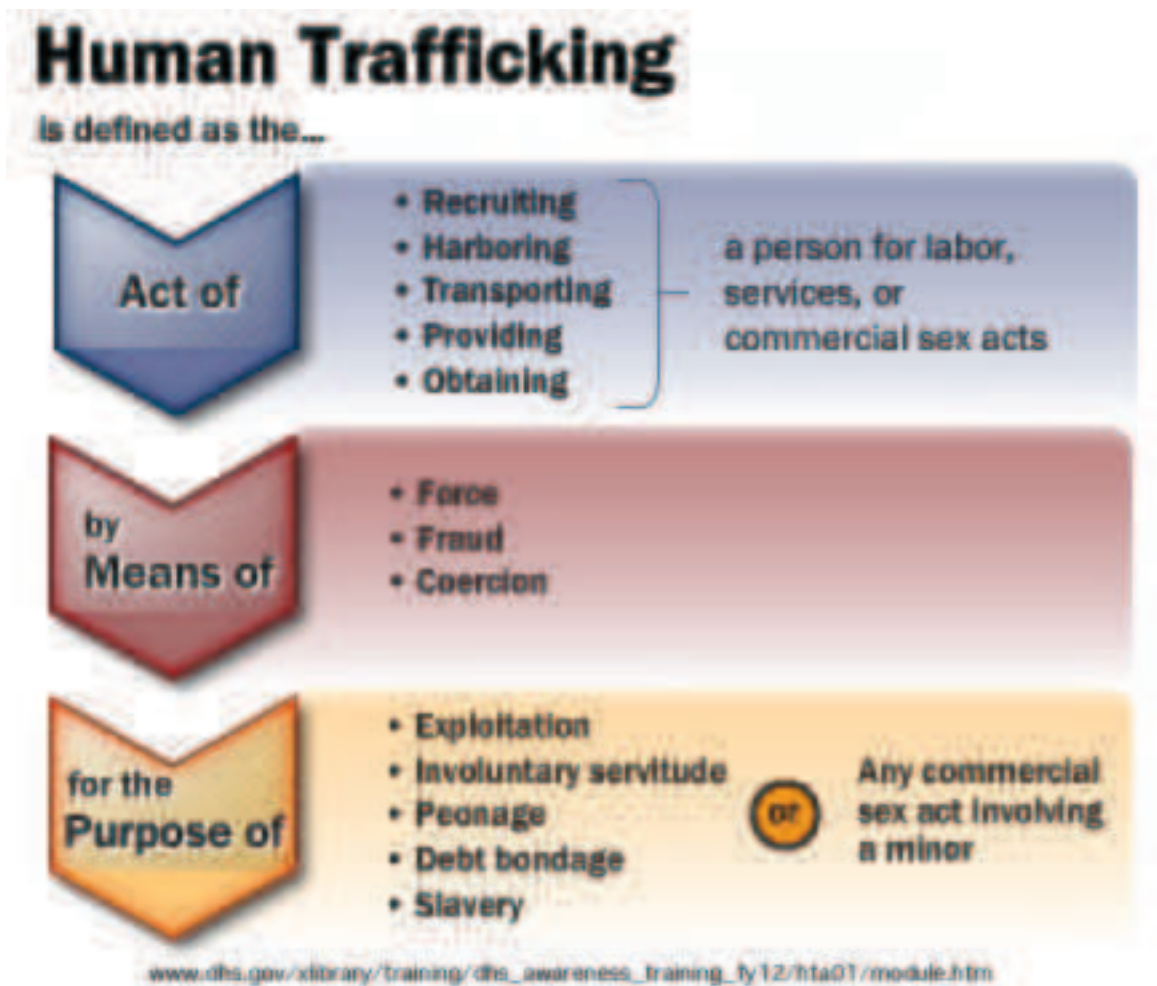 Human Trafficking
is defined as the...
Act of
• Recruiting
• Harboring
• Transporting
• Providing
• Obtaining
a person for labor,
services, or
commercial sex acts
by
Means of
• Force
• Fraud
• Coercion
for the
Purpose of
• Exploitation
• Involuntary servitude
• Peonage
• Debt bondage
• Slavery
or
Any commercial
sex act involving
a minor
www.dhs.gov/xlibrary/training/dhs_awareness_training_fy12/hta01/module.htm